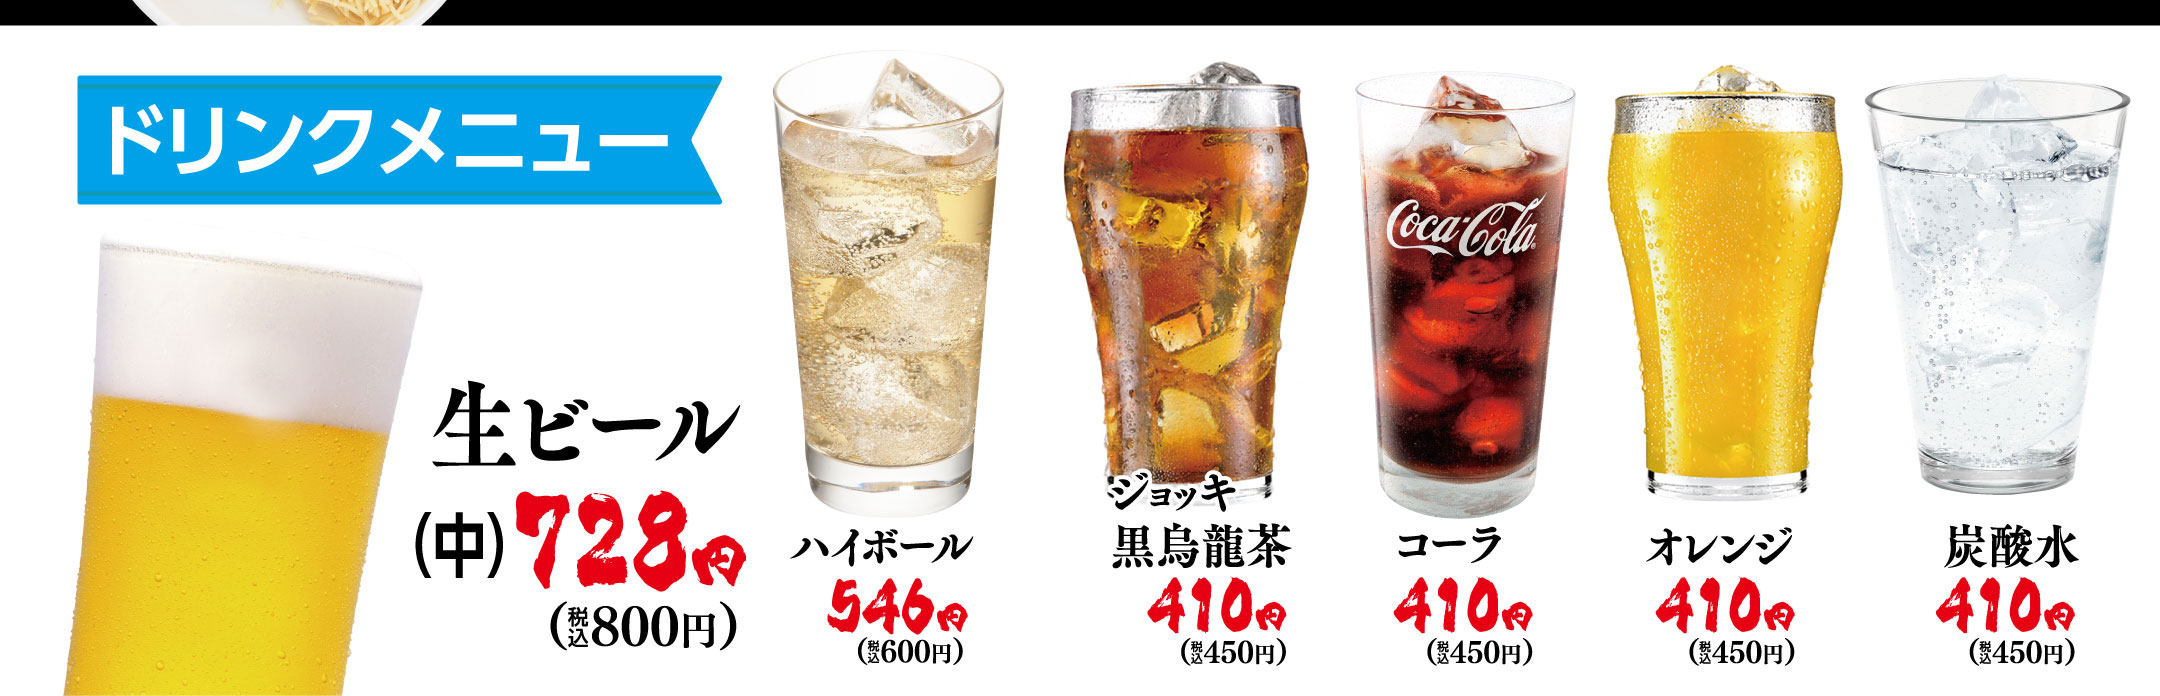 ドリンクメニュー
生ビール
(中)728円
(税込800円)
ハイボール
546円
(税込600円)
ジョッキ
黒烏龍茶
410円
(税込450円)
Coca-Cola®
コーラ
410円
(税込450円)
オレンジ
410円
(税込450円)
炭酸水
410円
(税込450円)